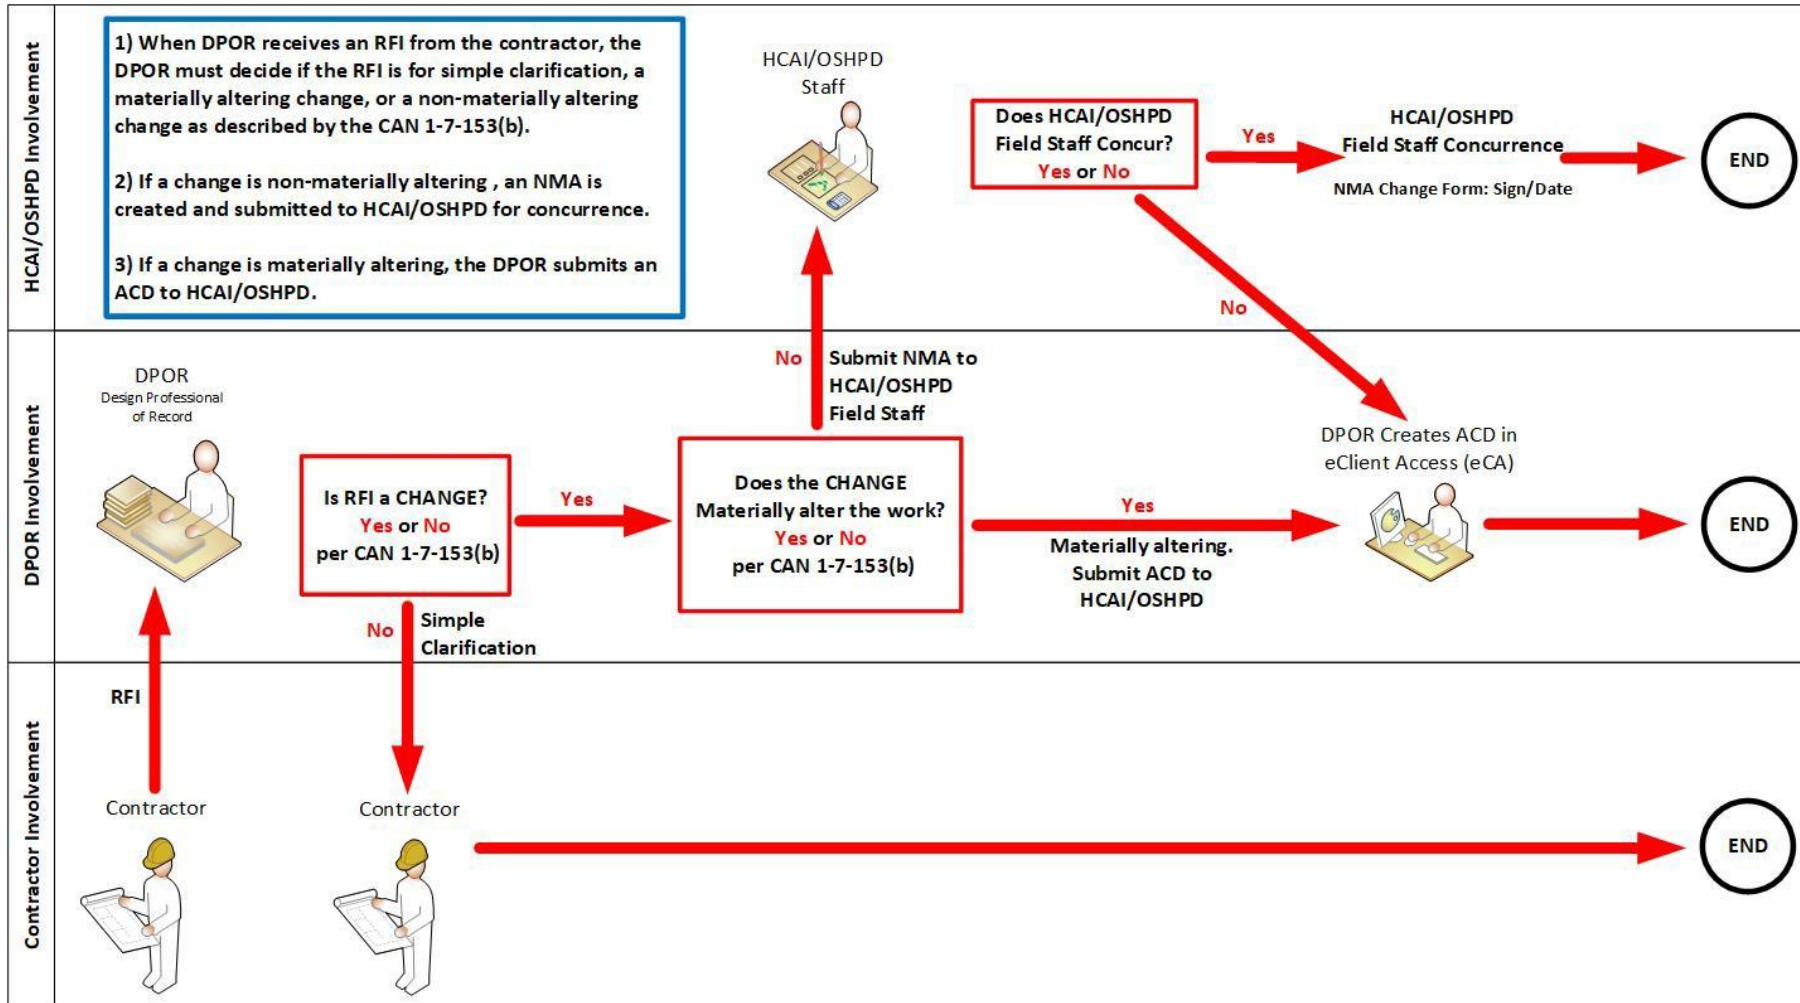 HCAI/OSHPD Involvement
1) When DPOR receives an RFI from the contractor, the
DPOR must decide if the RFI is for simple clarification, a
materially altering change, or a non-materially altering
change as described by the CAN 1-7-153(b).
2) If a change is non-materially altering , an NMA is
created and submitted to HCAI/OSHPD for concurrence.
3) If a change is materially altering, the DPOR submits an
ACD to HCAI/OSHPD.
HCAI/OSHPD
Staff
Does HCAI/OSHPD
Field Staff Concur?
Yes or No
Yes
HCAI/OSHPD
Field Staff Concurrence
NMA Change Form: Sign/Date
END
No
DPOR Involvement
DPOR
Design Professional
of Record
Is RFI a CHANGE?
Yes or No
per CAN 1-7-153(b)
Yes
No
Submit NMA to
HCAI/OSHPD
Field Staff
Does the CHANGE
Materially alter the work?
Yes or No
per CAN 1-7-153(b)
Yes
Materially altering.
Submit ACD to
HCAI/OSHPD
DPOR Creates ACD in
eClient Access (eCA)
END
No
Simple
Clarification
Contractor Involvement
RFI
Contractor
Contractor
END